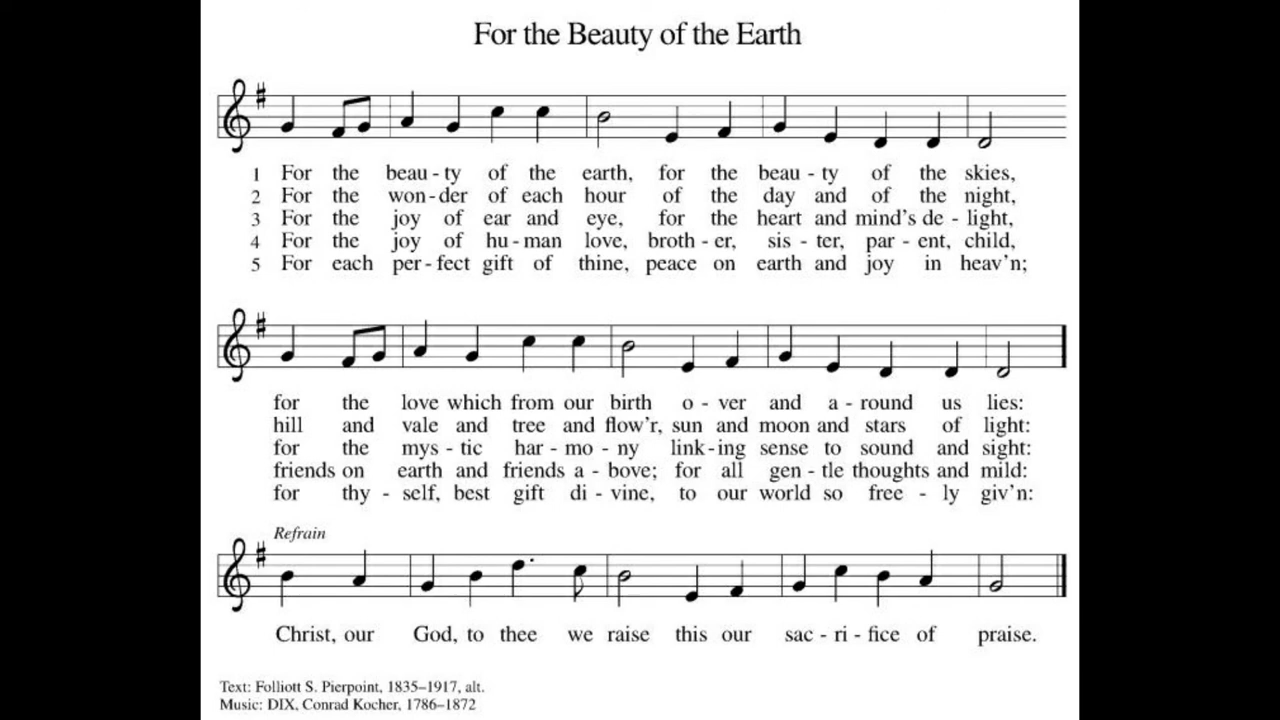 For the Beauty of the Earth
1 For the beau - ty of the earth, for the beau - ty of the skies,
2 For the won - der of each hour of the day and of the night,
3 For the joy of ear and eye, for the heart and mind's de - light,
4 For the joy of hu - man love, broth - er, sis - ter, par - ent, child,
5 For each per - fect gift of thine, peace on earth and joy in heav'n;
for the love which from our birth o - ver and a - round us lies:
hill and vale and tree and flow'r, sun and moon and stars of light:
for the mys - tic har - mo - ny link - ing sense to sound and sight:
friends on earth and friends a - bove; for all gen - tle thoughts and mild:
for thy - self, best gift di - vine, to our world so free - ly giv'n:
Refrain
Christ, our God, to thee we raise this our sac - ri - fice of praise.
Text: Folliott S. Pierpoint, 1835–1917, alt.
Music: DIX, Conrad Kocher, 1786–1872